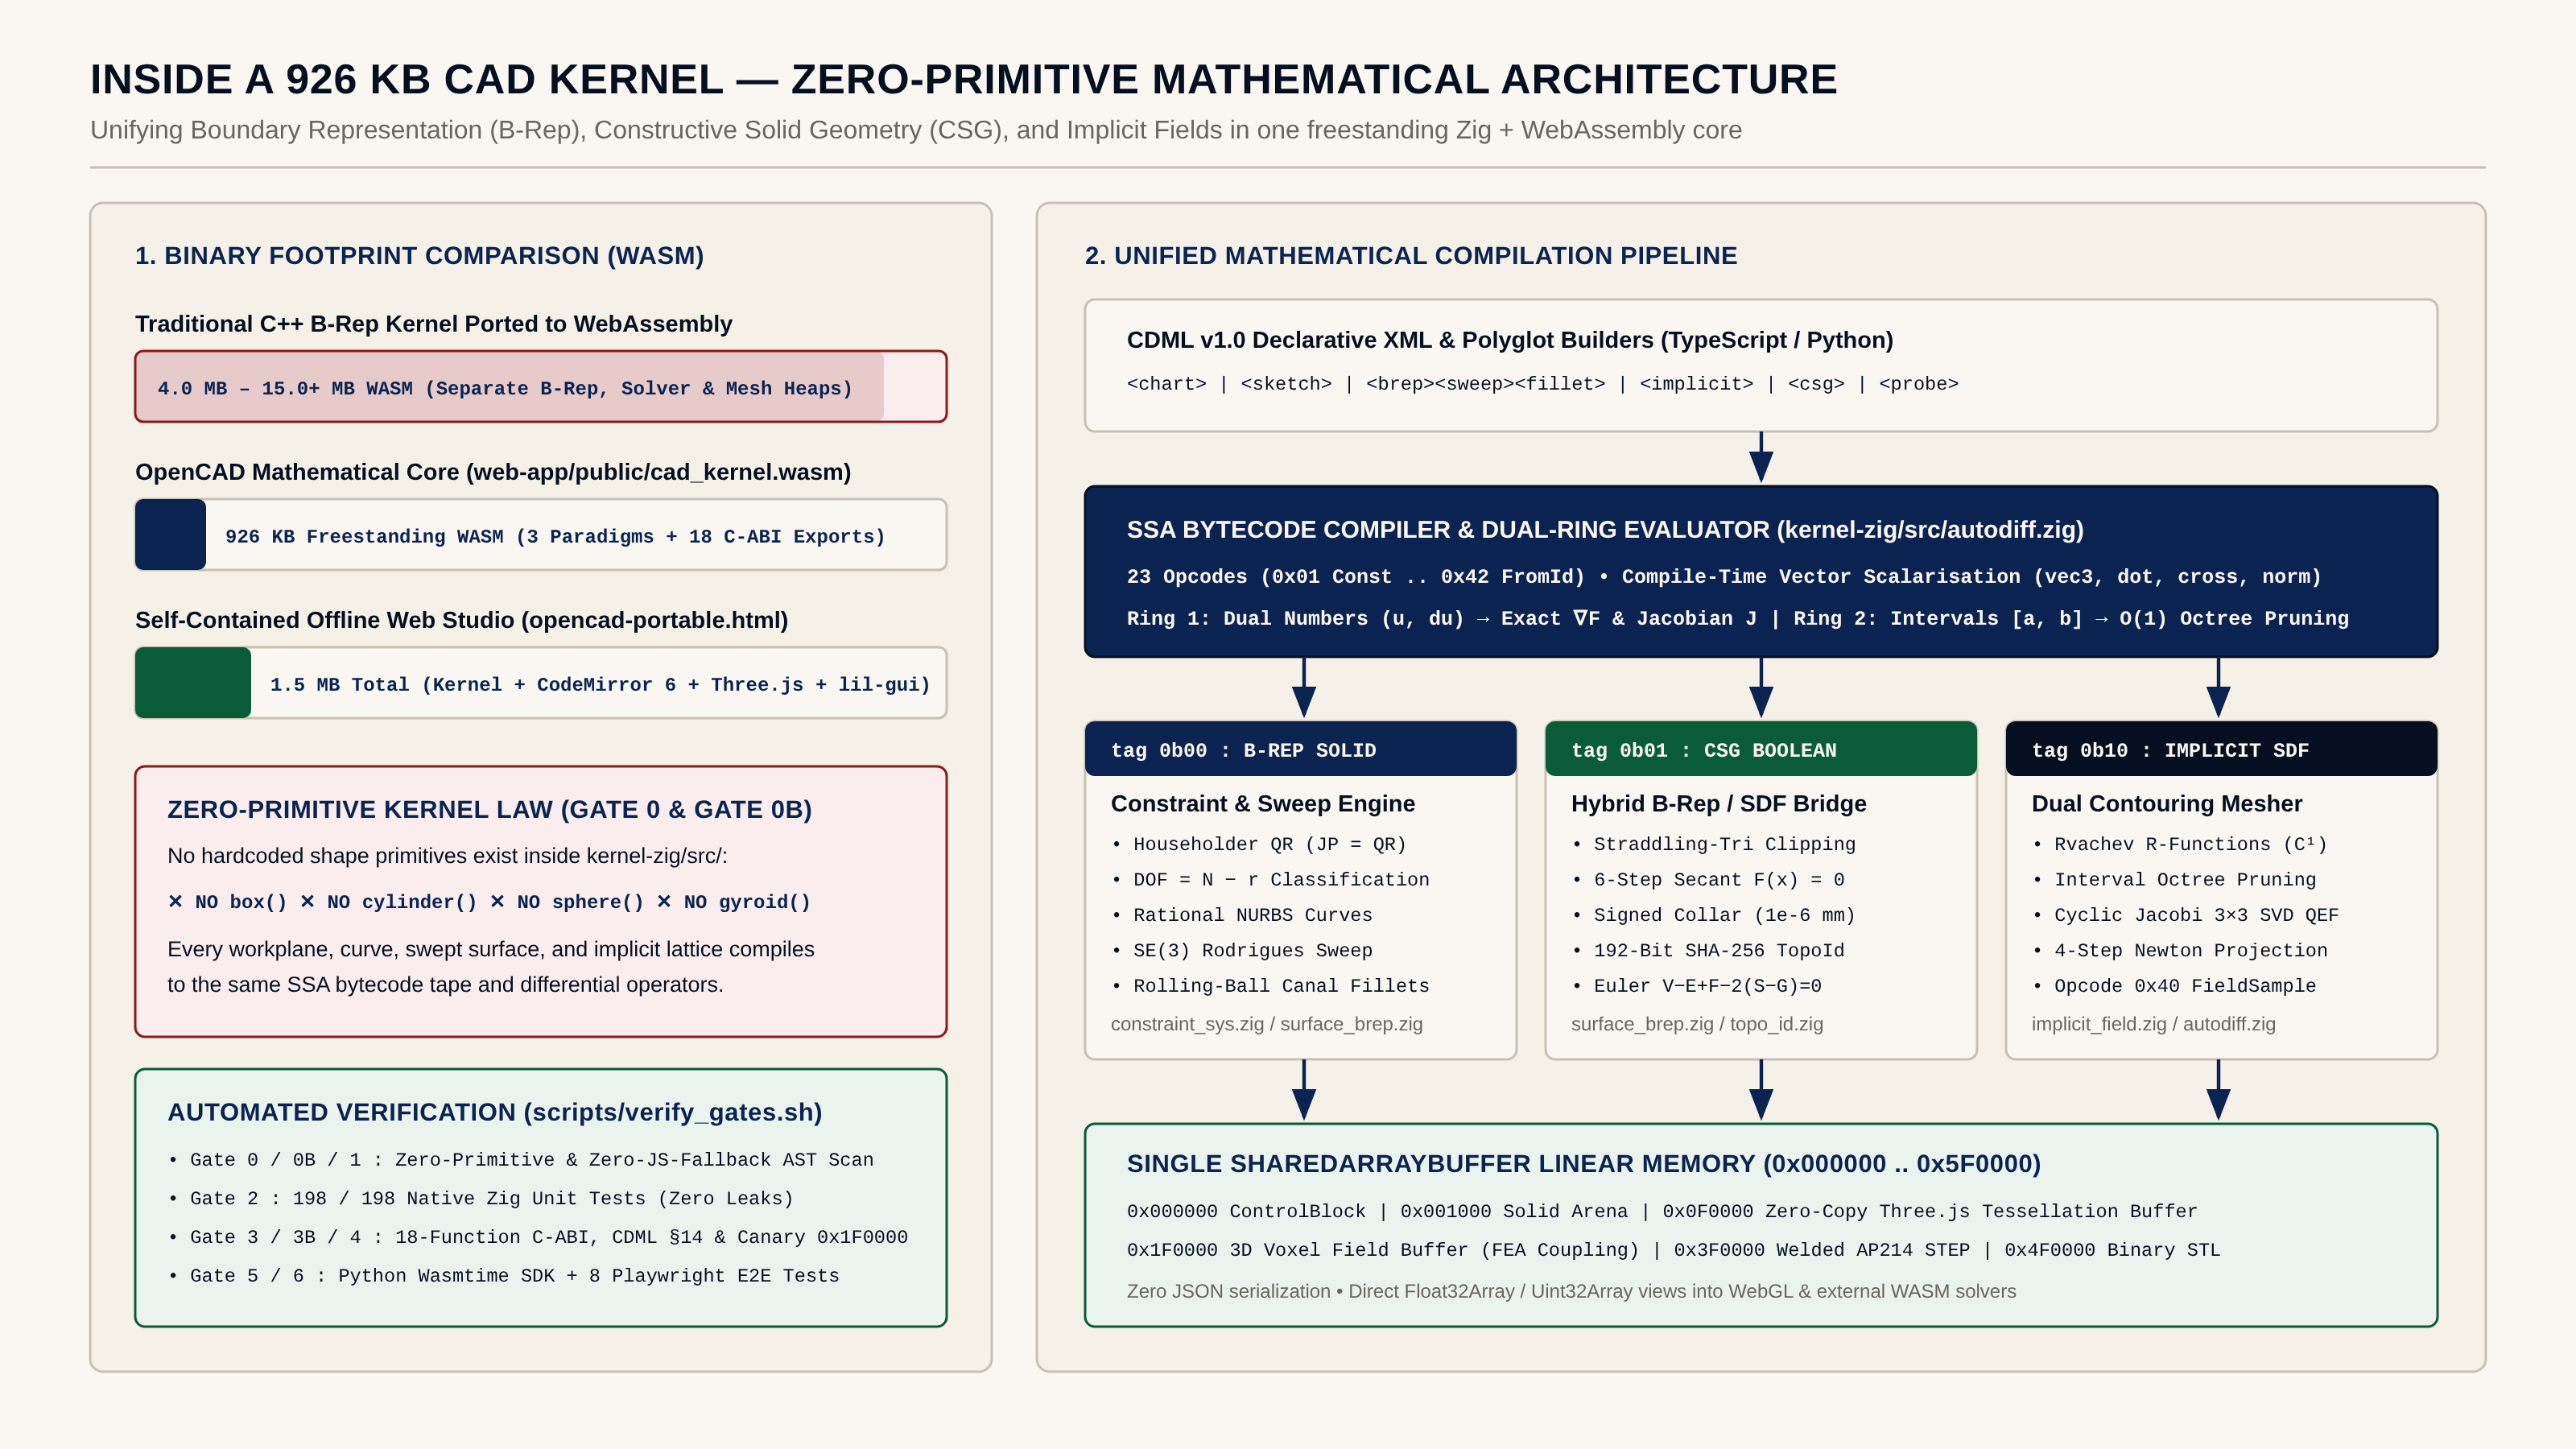 INSIDE A 926 KB CAD KERNEL — ZERO-PRIMITIVE MATHEMATICAL ARCHITECTURE
Unifying Boundary Representation (B-Rep), Constructive Solid Geometry (CSG), and Implicit Fields in one freestanding Zig + WebAssembly core
1. BINARY FOOTPRINT COMPARISON (WASM)
Traditional C++ B-Rep Kernel Ported to WebAssembly
4.0 MB – 15.0+ MB WASM (Separate B-Rep, Solver & Mesh Heaps)
OpenCAD Mathematical Core (web-app/public/cad_kernel.wasm)
926 KB Freestanding WASM (3 Paradigms + 18 C-ABI Exports)
Self-Contained Offline Web Studio (opencad-portable.html)
1.5 MB Total (Kernel + CodeMirror 6 + Three.js + lil-gui)
ZERO-PRIMITIVE KERNEL LAW (GATE 0 & GATE 0B)
No hardcoded shape primitives exist inside kernel-zig/src/:
✕ NO box() ✕ NO cylinder() ✕ NO sphere() ✕ NO gyroid()
Every workplane, curve, swept surface, and implicit lattice compiles
to the same SSA bytecode tape and differential operators.
AUTOMATED VERIFICATION (scripts/verify_gates.sh)
• Gate 0 / 0B / 1 : Zero-Primitive & Zero-JS-Fallback AST Scan
• Gate 2 : 198 / 198 Native Zig Unit Tests (Zero Leaks)
• Gate 3 / 3B / 4 : 18-Function C-ABI, CDML §14 & Canary 0x1F0000
• Gate 5 / 6 : Python Wasmtime SDK + 8 Playwright E2E Tests
2. UNIFIED MATHEMATICAL COMPILATION PIPELINE
CDML v1.0 Declarative XML & Polyglot Builders (TypeScript / Python)
<chart> | <sketch> | <brep><sweep><fillet> | <implicit> | <csg> | <probe>
SSA BYTECODE COMPILER & DUAL-RING EVALUATOR (kernel-zig/src/autodiff.zig)
23 Opcodes (0x01 Const .. 0x42 FromId) • Compile-Time Vector Scalarisation (vec3, dot, cross, norm)
Ring 1: Dual Numbers (u, du) → Exact ∇F & Jacobian J | Ring 2: Intervals [a, b] → O(1) Octree Pruning
tag 0b00 : B-REP SOLID
Constraint & Sweep Engine
• Householder QR (JP = QR)
• DOF = N − r Classification
• Rational NURBS Curves
• SE(3) Rodrigues Sweep
• Rolling-Ball Canal Fillets
constraint_sys.zig / surface_brep.zig
tag 0b01 : CSG BOOLEAN
Hybrid B-Rep / SDF Bridge
• Straddling-Tri Clipping
• 6-Step Secant F(x) = 0
• Signed Collar (1e-6 mm)
• 192-Bit SHA-256 TopoId
• Euler V−E+F−2(S−G)=0
surface_brep.zig / topo_id.zig
tag 0b10 : IMPLICIT SDF
Dual Contouring Mesher
• Rvachev R-Functions (C¹)
• Interval Octree Pruning
• Cyclic Jacobi 3×3 SVD QEF
• 4-Step Newton Projection
• Opcode 0x40 FieldSample
implicit_field.zig / autodiff.zig
SINGLE SHAREDARRAYBUFFER LINEAR MEMORY (0x000000 .. 0x5F0000)
0x000000 ControlBlock | 0x001000 Solid Arena | 0x0F0000 Zero-Copy Three.js Tessellation Buffer
0x1F0000 3D Voxel Field Buffer (FEA Coupling) | 0x3F0000 Welded AP214 STEP | 0x4F0000 Binary STL
Zero JSON serialization • Direct Float32Array / Uint32Array views into WebGL & external WASM solvers